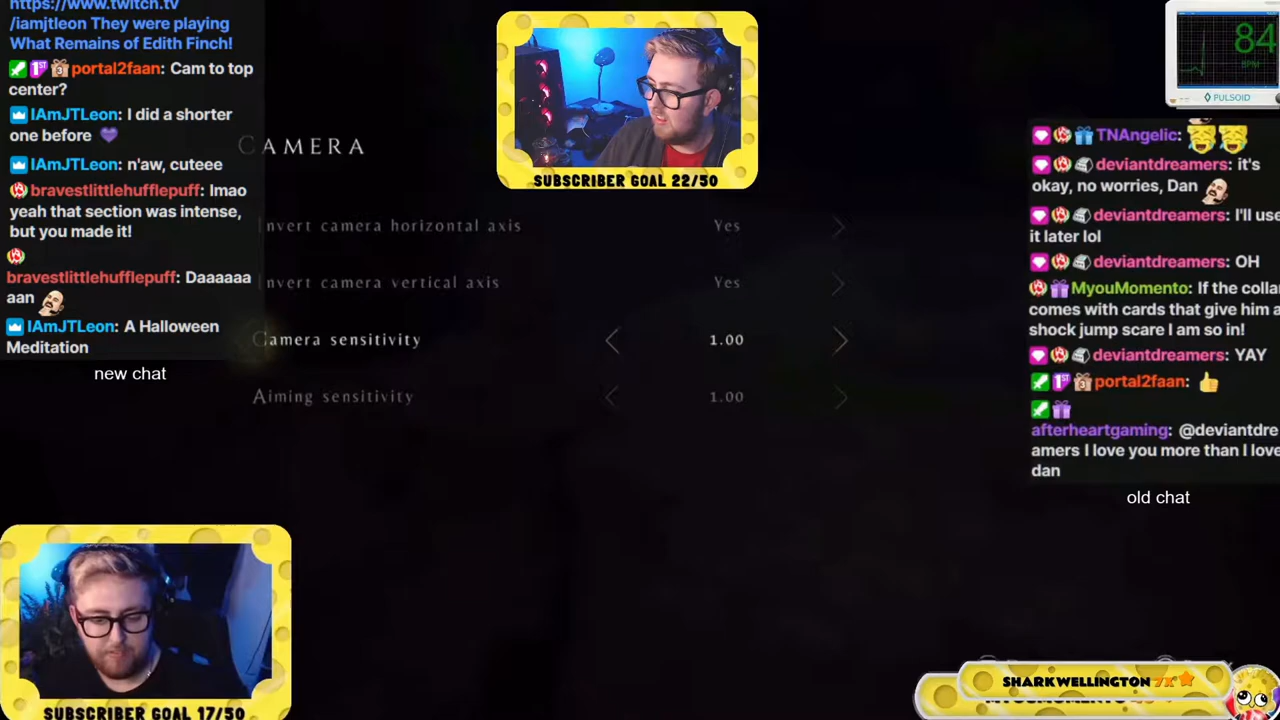 https://www.twitch.tv
/iamjtleon They were playing
What Remains of Edith Finch!
portal2faan: Cam to top
center?
IAmJTLeon: I did a shorter
one before
IAmJTLeon: n'aw, cuteee
bravestlittlehufflepuff: lmao
yeah that section was intense,
but you made it!
bravestlittlehufflepuff: Daaaaaa
aan
IAmJTLeon: A Halloween
Meditation
new chat
SUBSCRIBER GOAL 22/50
CAMERA
Invert camera horizontal axis Yes
Invert camera vertical axis Yes
Camera sensitivity 1.00
Aiming sensitivity 1.00
84
BPM
PULSOID
TNAngelic:
deviantdreamers: it's
okay, no worries, Dan
deviantdreamers: I'll use
it later lol
deviantdreamers: OH
MyouMomento: If the colla
comes with cards that give him a
shock jump scare I am so in!
deviantdreamers: YAY
portal2faan:
afterheartgaming: @deviantdre
amers I love you more than I love
dan
old chat
SUBSCRIBER GOAL 17/50
SHARKWELLINGTON 7X